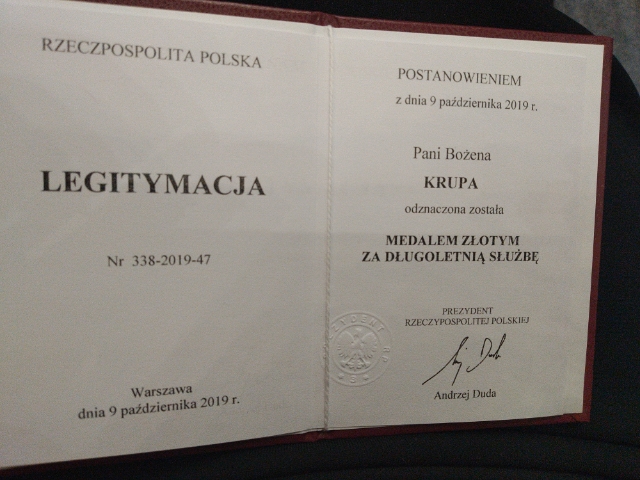 RZECZPOSPOLITA POLSKA
LEGITYMACJA
Nr 338-2019-47
Warszawa
dnia 9 października 2019 r.
POSTANOWIENIEM
z dnia 9 października 2019 r.
Pani Bożena
KRUPA
odznaczona została
MEDALEM ZŁOTYM
ZA DŁUGOLETNIĄ SŁUŻBĘ
PREZYDENT
RZECZYPOSPOLITEJ POLSKIEJ
Andrzej Duda